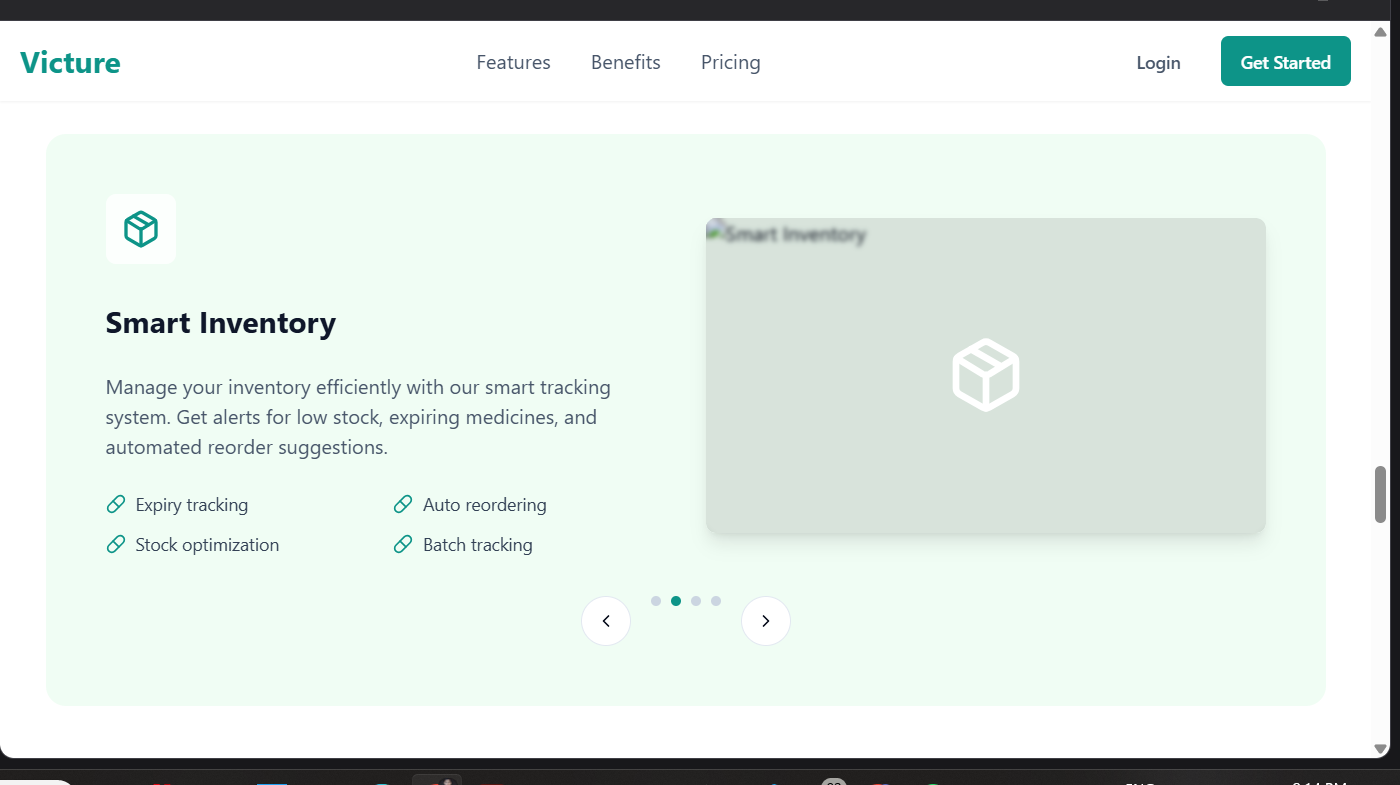 Victure
Features Benefits Pricing
Login
Get Started
Smart Inventory
Smart Inventory
Manage your inventory efficiently with our smart tracking
system. Get alerts for low stock, expiring medicines, and
automated reorder suggestions.
Expiry tracking
Auto reordering
Stock optimization
Batch tracking